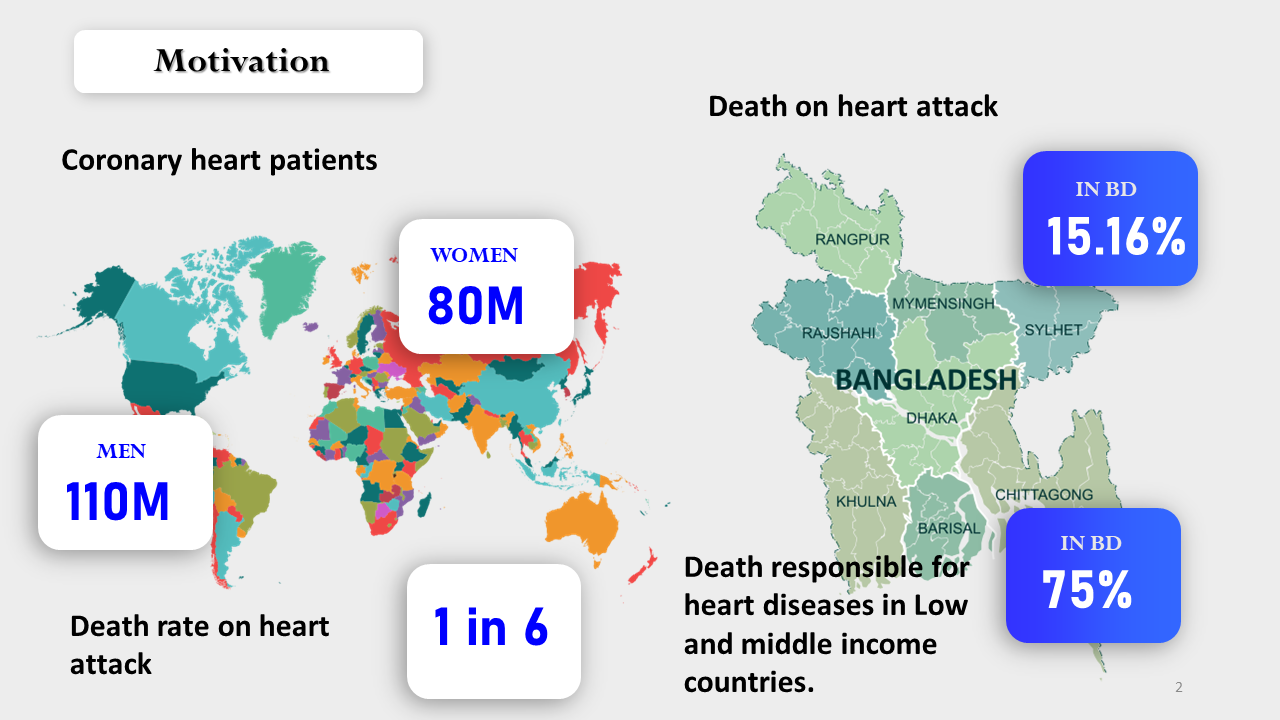 Motivation
Coronary heart patients
WOMEN
80M
MEN
110M
Death rate on heart
attack
1 in 6
Death on heart attack
IN BD
15.16%
RANGPUR
MYMENSINGH
RAJSHAHI
SYLHET
BANGLADESH
DHAKA
KHULNA
CHITTAGONG
BARISAL
Death responsible for
heart diseases in Low
and middle income
countries.
IN BD
75%
2